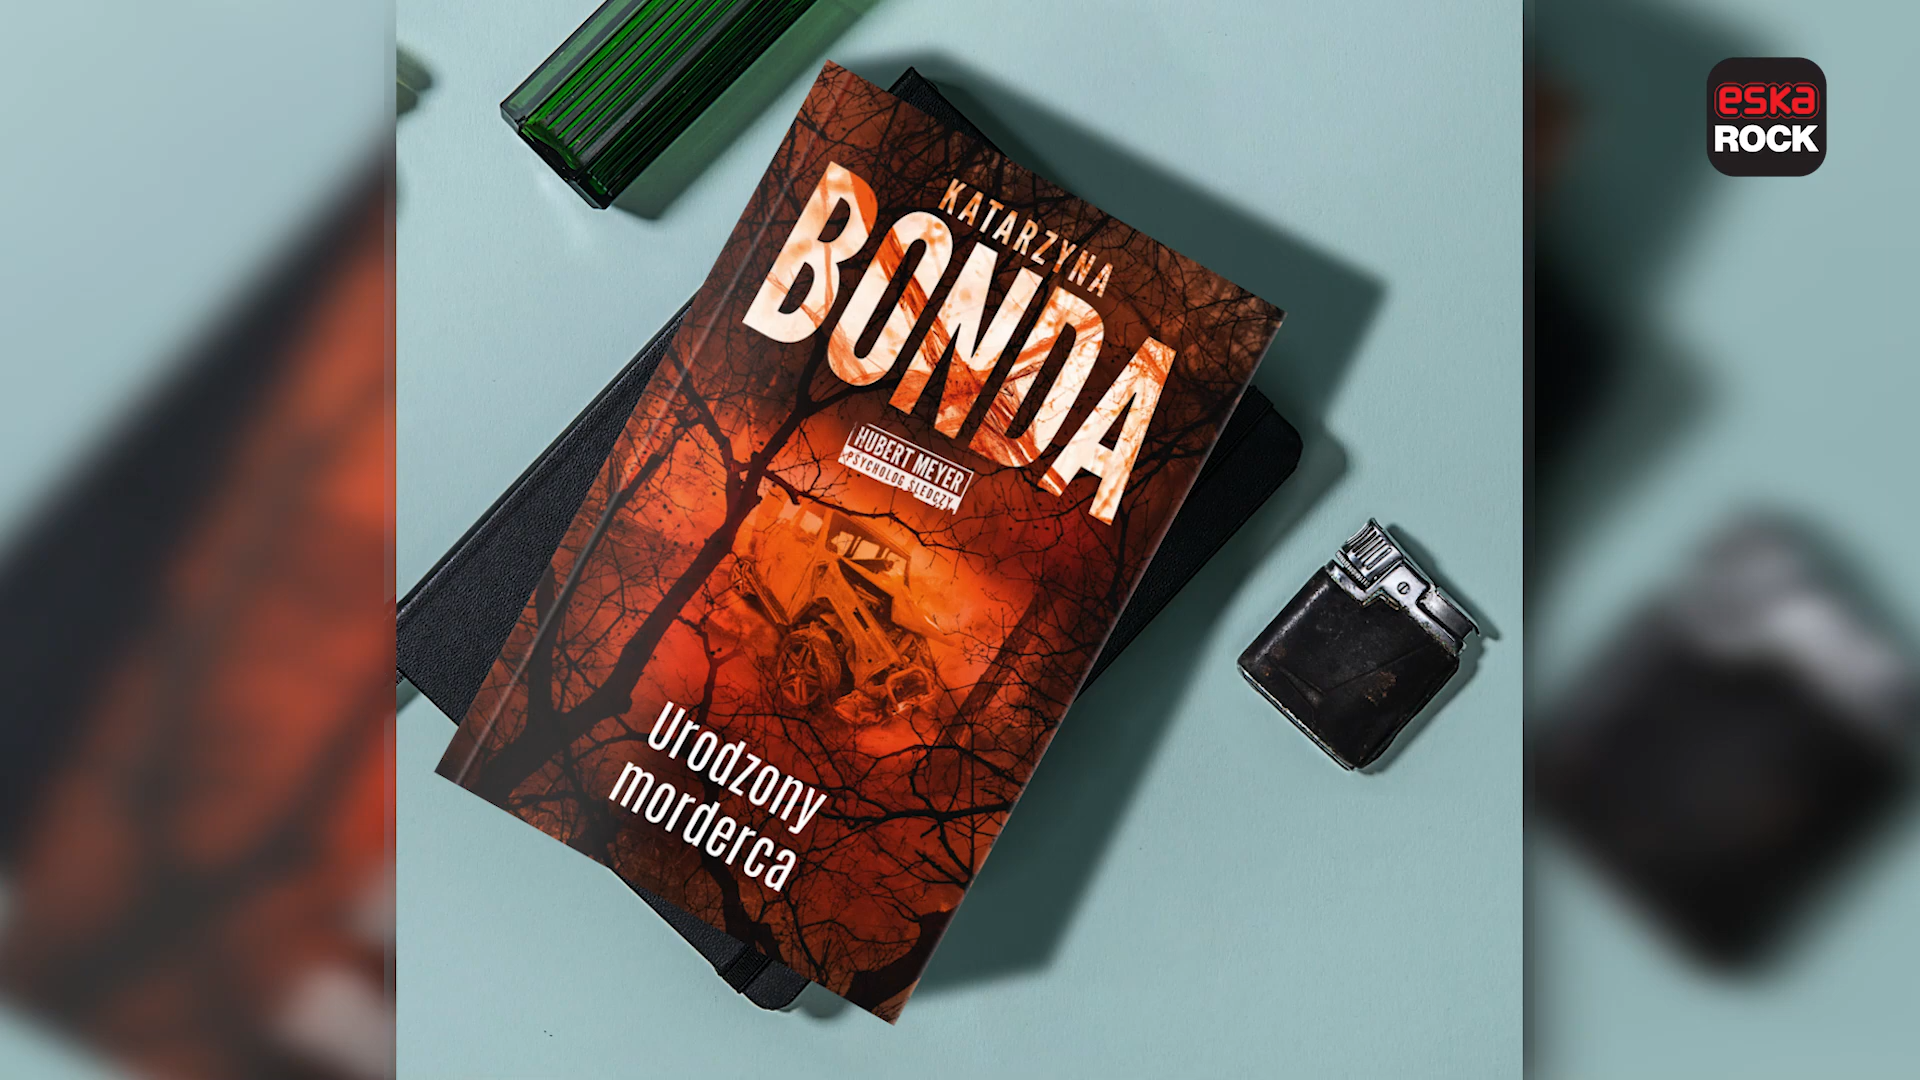 KATARZYNA
BONDA
HUBERT MEYER
PSYCHOLOG ŚLEDCZY
Urodzony
morderca
eska
ROCK